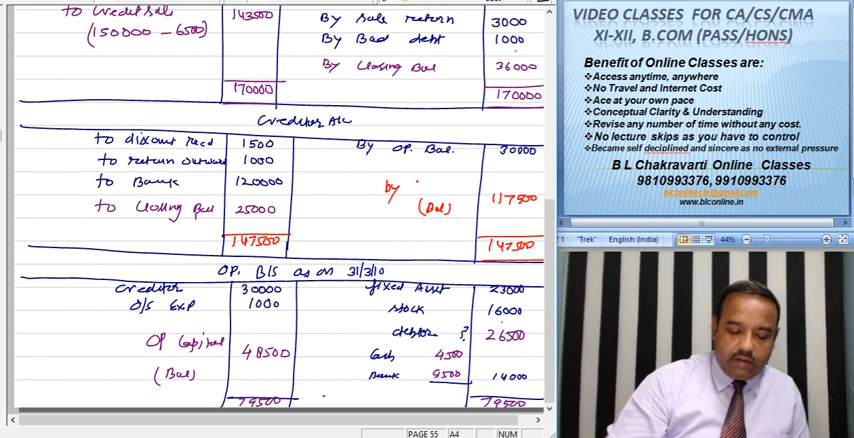 to Credit Sal 143500 By sale return 3000
(150000 - 6500) By Bad debt 1000
By Closing Bal 36000
170000 170000
Creditor A/c
to discount Recd 1500 By OP. Bal. 30000
to return outward 1000
to Bank 120000 by 117500
to Closing Bal 25000 (Bal)
147500 147500
OP. B/S as on 31/3/10
Creditor 30000 fixed Asset 23000
O/S EXP 1000 stock 16000
debtor ? 26500
OP Capital 48500 Cash 4500
(Bal) Bank 9500 14000
79500 79500
PAGE 55 A4 NUM
VIDEO CLASSES FOR CA/CS/CMA
XI-XII, B.COM (PASS/HONS)
Benefit of Online Classes are:
❖Access anytime, anywhere
❖No Travel and Internet Cost
❖Ace at your own pace
❖Conceptual Clarity & Understanding
❖Revise any number of time without any cost.
❖No lecture skips as you have to control
❖Became self deciplined and sincere as no external pressure
B L Chakravarti Online Classes
9810993376, 9910993376
blconlinecls@gmail.com
www.blconline.in
1 "Trek" English (India) 44%